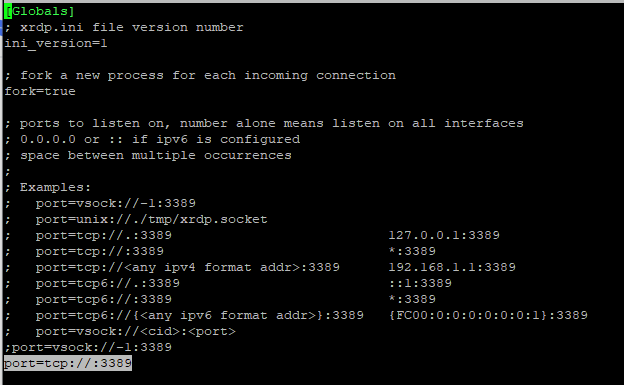 [Globals]
; xrdp.ini file version number
ini_version=1
; fork a new process for each incoming connection
fork=true
; ports to listen on, number alone means listen on all interfaces
; 0.0.0.0 or :: if ipv6 is configured
; space between multiple occurrences
;
; Examples:
;   port=vsock://-1:3389
;   port=unix://./tmp/xrdp.socket
;   port=tcp://.:3389                           127.0.0.1:3389
;   port=tcp://:3389                            *:3389
;   port=tcp://<any ipv4 format addr>:3389      192.168.1.1:3389
;   port=tcp6://.:3389                          ::1:3389
;   port=tcp6://:3389                           *:3389
;   port=tcp6://{<any ipv6 format addr>}:3389   {FC00:0:0:0:0:0:0:1}:3389
;   port=vsock://<cid>:<port>
;port=vsock://-1:3389
port=tcp://:3389